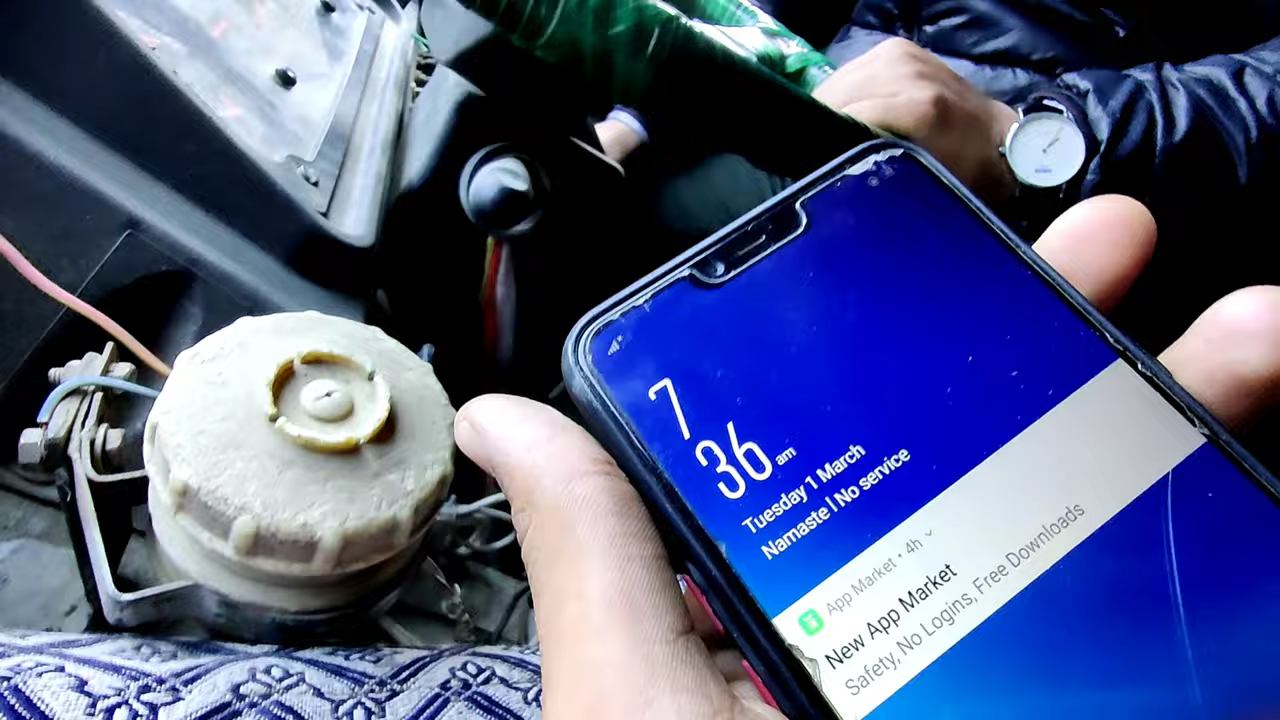 7
36 am
Tuesday 1 March
Namaste | No service
App Market • 4h
New App Market
Safety, No Logins, Free Downloads